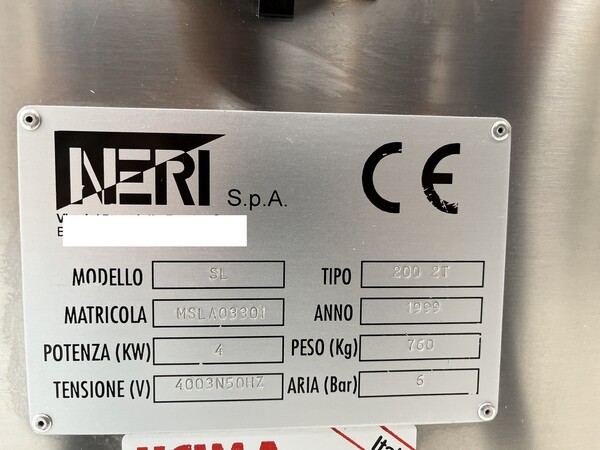 NERI S.p.A.
CE
MODELLO SL TIPO 200 2T
MATRICOLA MSLA03301 ANNO 1999
POTENZA (KW) 4 PESO (Kg) 760
TENSIONE (V) 4003N50HZ ARIA (Bar) 6